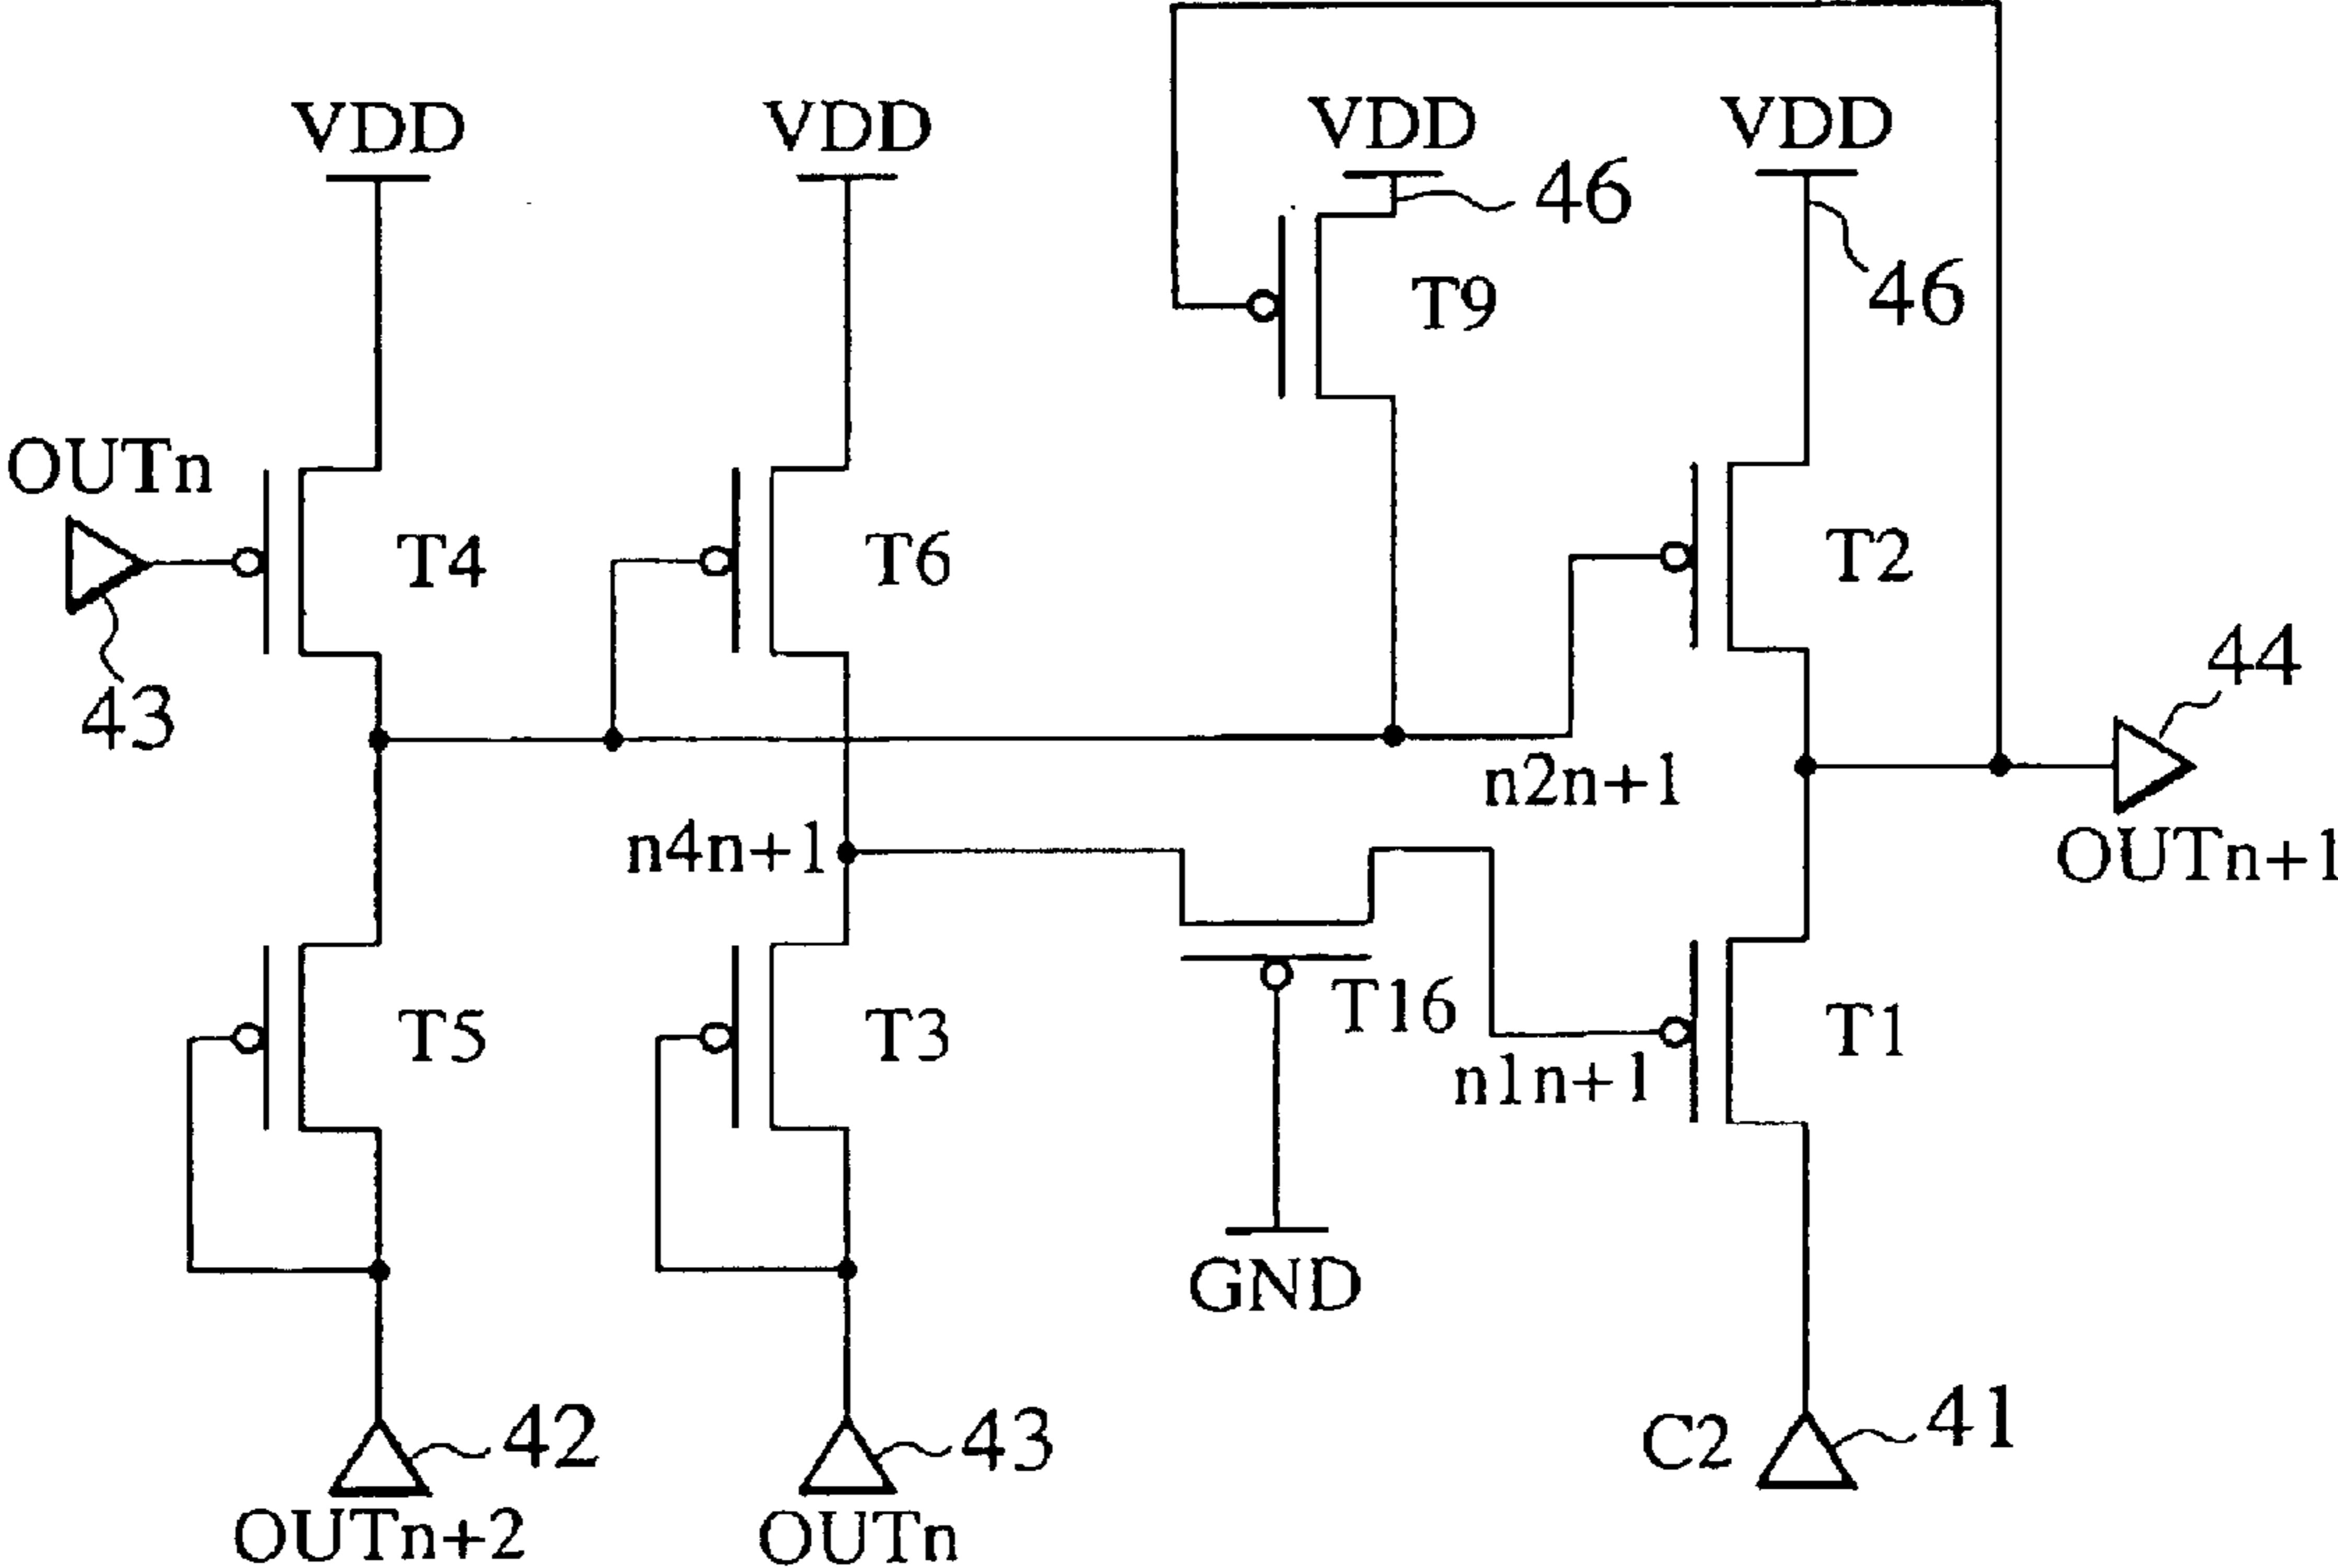 VDD
VDD
VDD
VDD
46
46
T9
OUTn
T4
T6
T2
43
44
n2n+1
n4n+1
OUTn+1
T5
T3
T16
T1
n1n+1
GND
42
43
C2
41
OUTn+2
OUTn